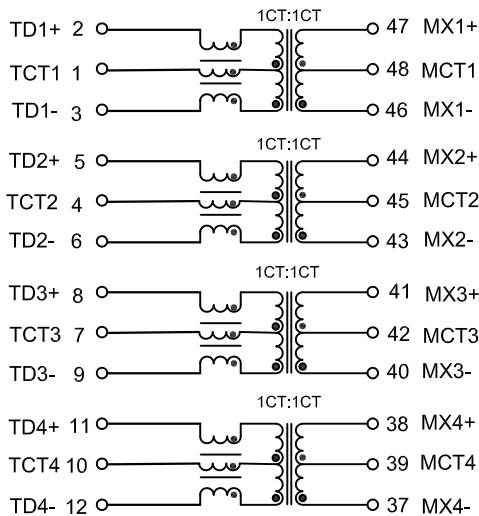 1CT:1CT
TD1+ 2 47 MX1+
TCT1 1 48 MCT1
TD1- 3 46 MX1-
1CT:1CT
TD2+ 5 44 MX2+
TCT2 4 45 MCT2
TD2- 6 43 MX2-
1CT:1CT
TD3+ 8 41 MX3+
TCT3 7 42 MCT3
TD3- 9 40 MX3-
1CT:1CT
TD4+ 11 38 MX4+
TCT4 10 39 MCT4
TD4- 12 37 MX4-